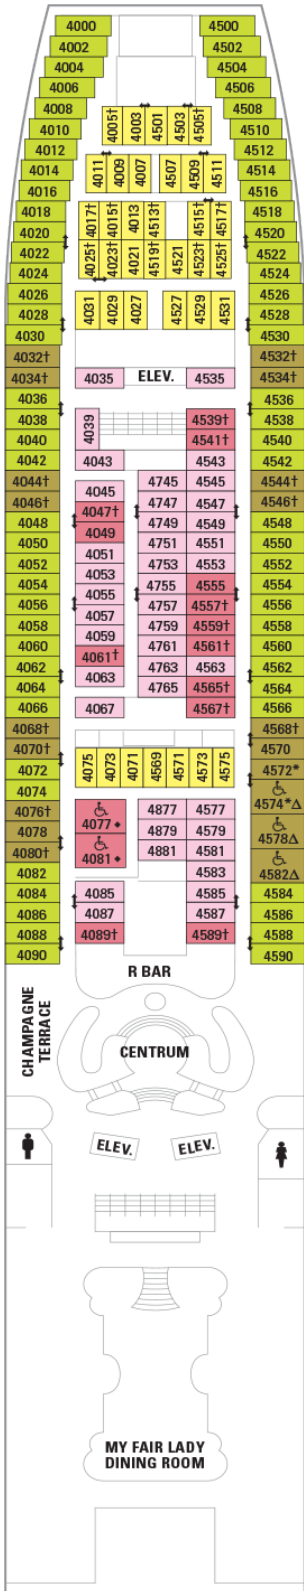 4000 4500
4002 4502
4004 4504
4006 4506
4008 4005† 4003 4501 4503 4505† 4508
4010 4510
4012 4512
4014 4011 4009 4007 4507 4509 4511 4514
4016 4516
4018 4017† 4015† 4013 4513† 4515† 4517† 4518
4020 4520
4022 4025† 4023† 4021 4519† 4521 4523† 4525† 4522
4024 4524
4026 4526
4028 4031 4029 4027 4527 4529 4531 4528
4030 4530
4032† 4532†
4034† 4035 ELEV. 4535 4534†
4036 4536
4038 4039 4539† 4538
4040 4541† 4540
4042 4043 4543 4542
4044† 4745 4545 4544†
4046† 4045 4747 4547 4546†
4048 4047† 4749 4549 4548
4050 4049 4751 4551 4550
4052 4051 4753 4553 4552
4054 4053 4755 4555 4554
4056 4055 4757 4557† 4556
4058 4057 4759 4559† 4558
4060 4059 4761 4561† 4560
4062 4061† 4763 4563 4562
4064 4063 4765 4565† 4564
4066 4067 4567† 4566
4068† 4568†
4070† 4570
4072 4075 4073 4071 4569 4571 4573 4575 4572*
4074 4574*Δ
4076† 4077♦ 4877 4577
4078 4879 4579 4578Δ
4080† 4081♦ 4881 4581
4082 4583 4582Δ
4084 4085 4585 4584
4086 4087 4587 4586
4088 4089† 4589† 4588
4090 4590
R BAR
CHAMPAGNE
TERRACE
CENTRUM
ELEV. ELEV.
MY FAIR LADY
DINING ROOM